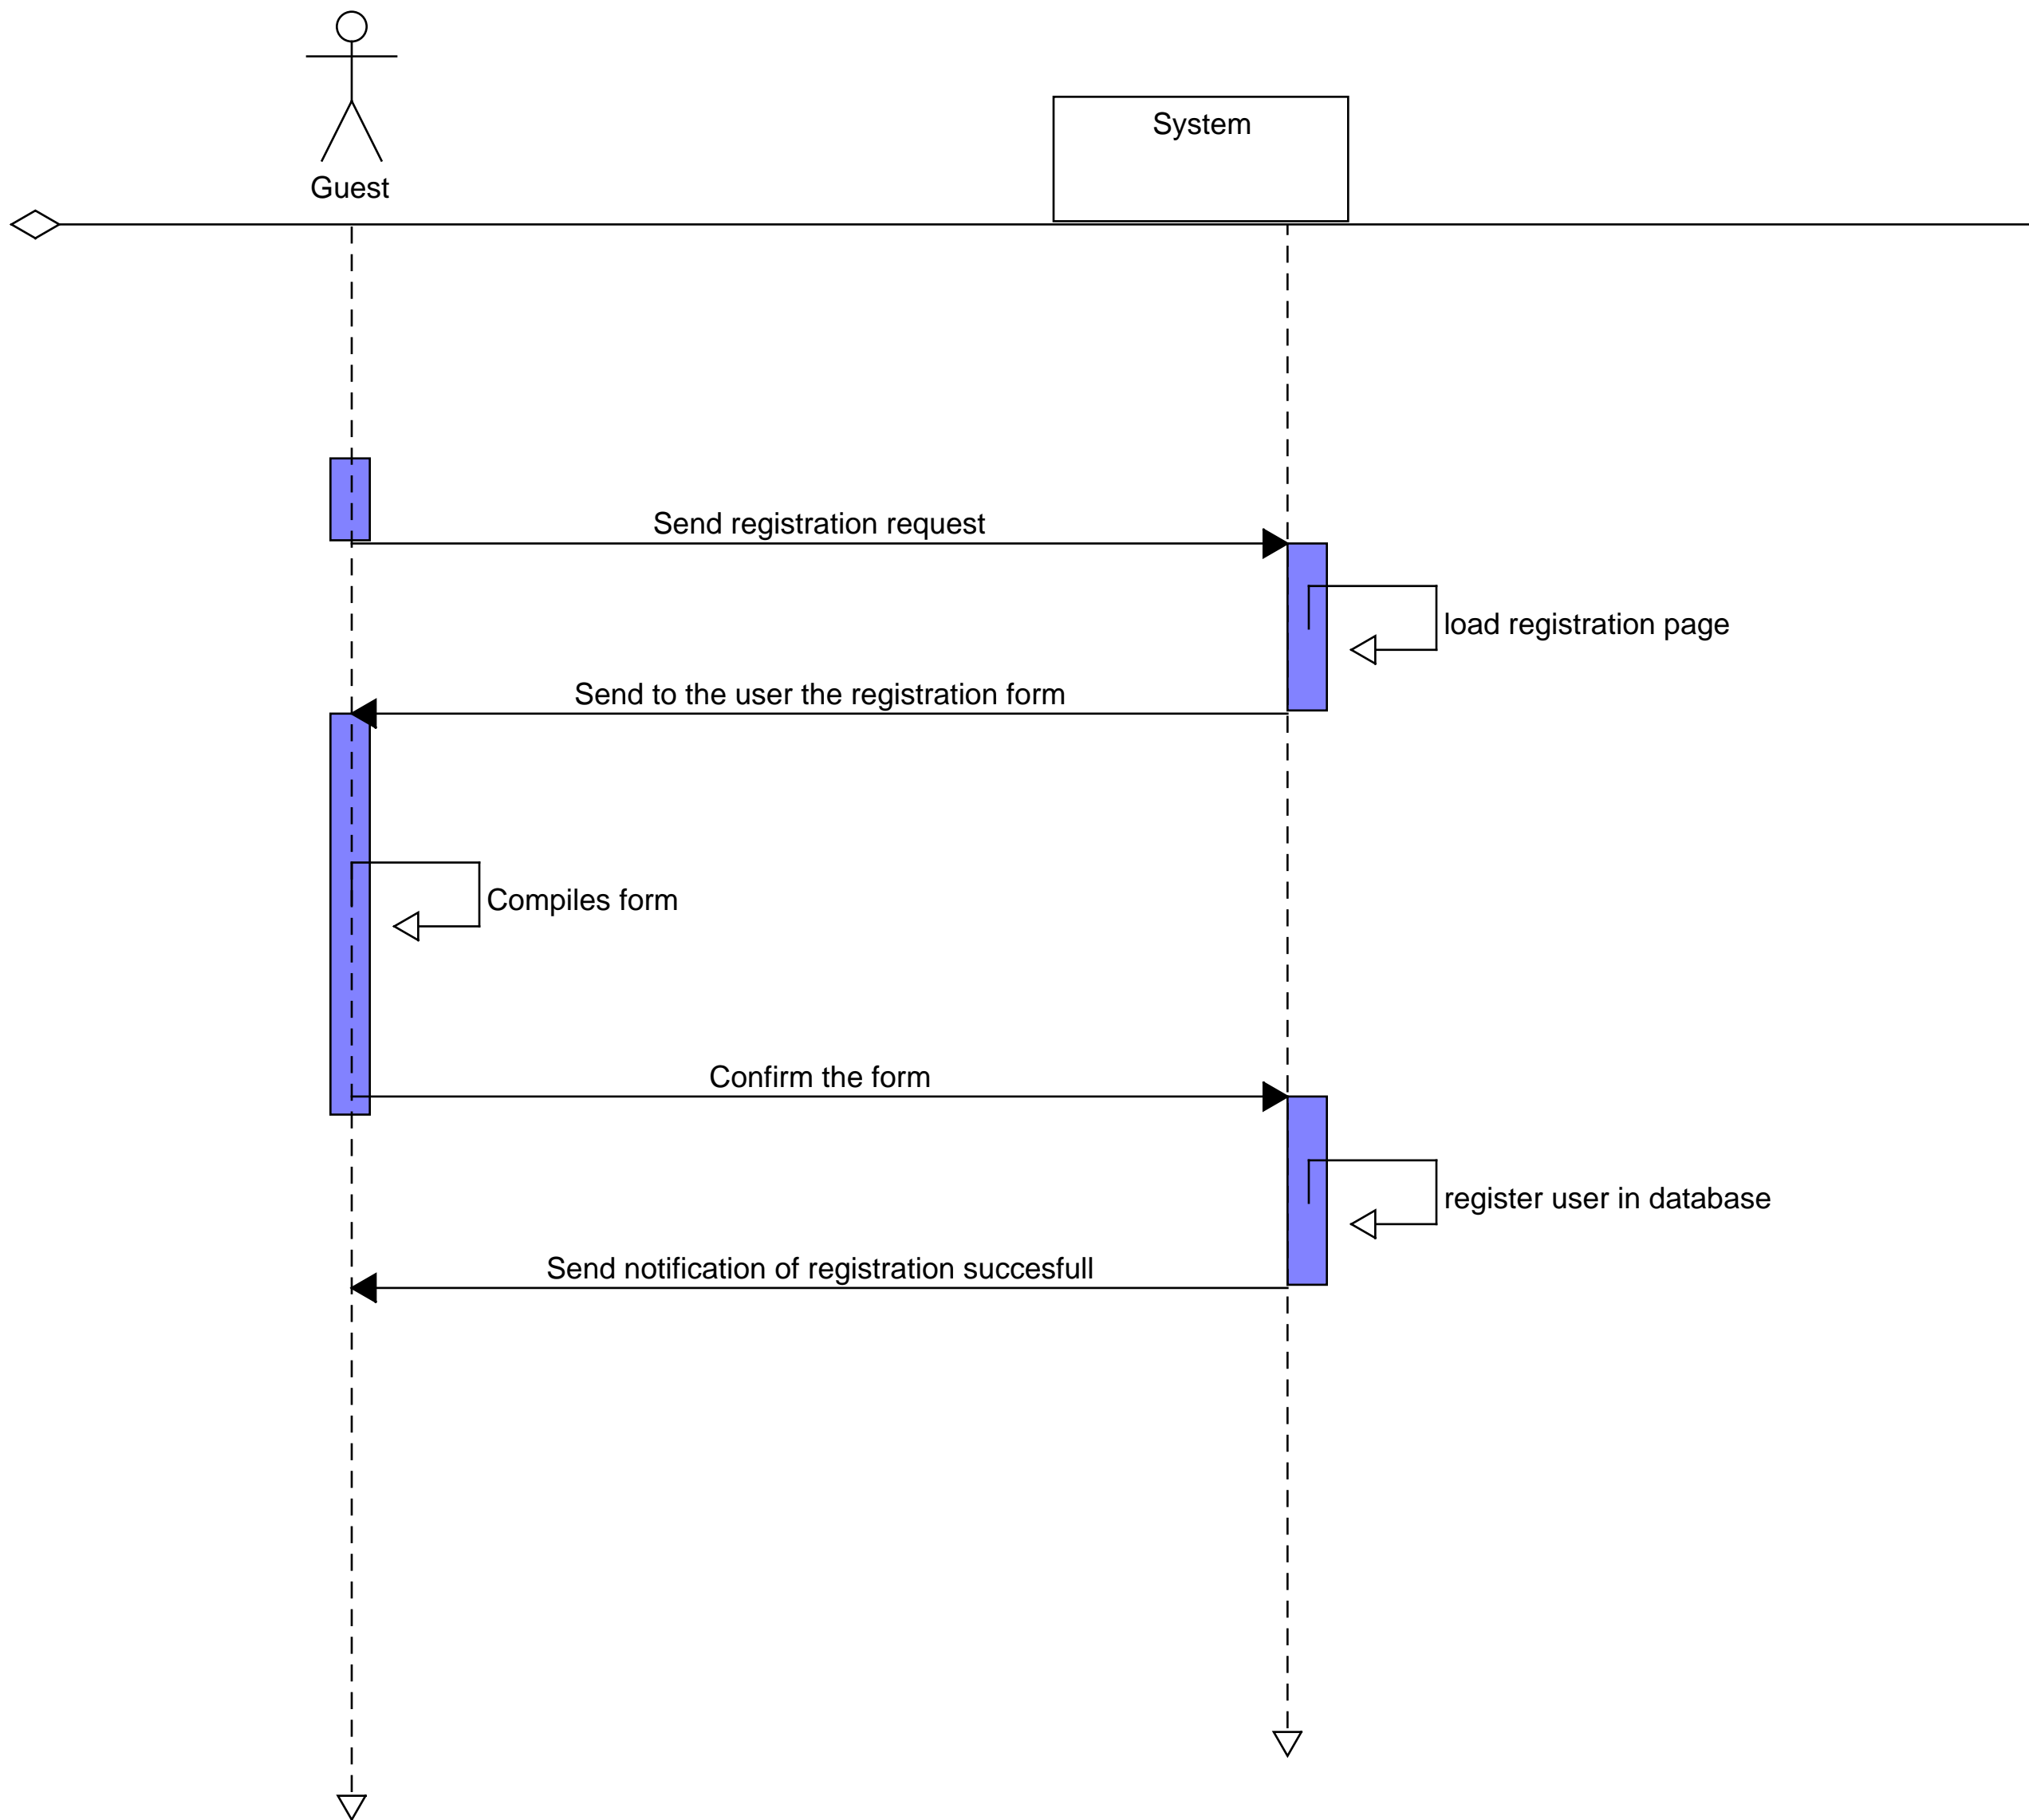 Guest
System
Send registration request
load registration page
Send to the user the registration form
Compiles form
Confirm the form
register user in database
Send notification of registration succesfull